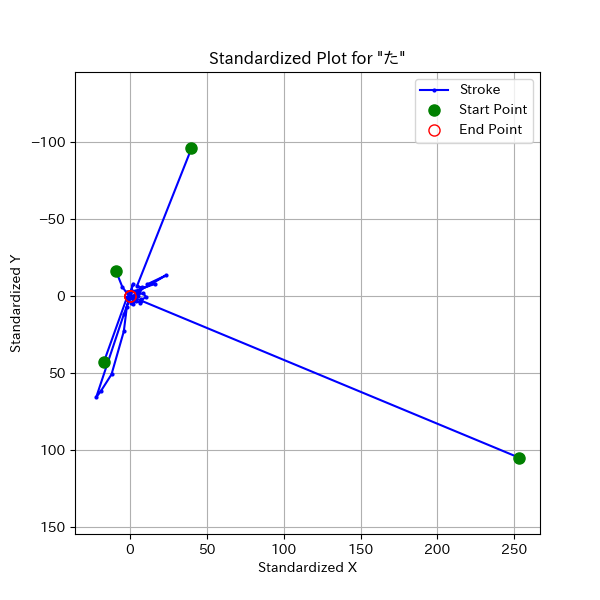 Standardized Plot for "た"
Stroke
Start Point
End Point
Standardized Y
−100
−50
0
50
100
150
0 50 100 150 200 250
Standardized X